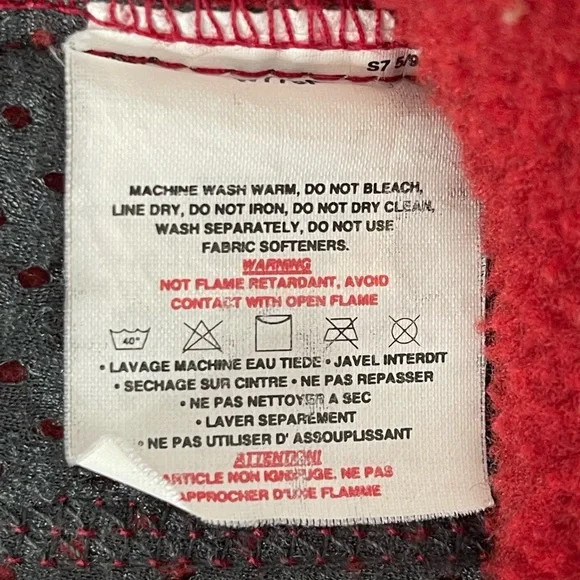 S7 5/9
MACHINE WASH WARM, DO NOT BLEACH,
LINE DRY, DO NOT IRON, DO NOT DRY CLEAN,
WASH SEPARATELY, DO NOT USE
FABRIC SOFTENERS.
WARNING
NOT FLAME RETARDANT, AVOID
CONTACT WITH OPEN FLAME
40°
• LAVAGE MACHINE EAU TIEDE • JAVEL INTERDIT
• SECHAGE SUR CINTRE • NE PAS REPASSER
• NE PAS NETTOYER A SEC
• LAVER SEPAREMENT
• NE PAS UTILISER D' ASSOUPLISSANT
ATTENTION!
ARTICLE NON IGNIFUGE. NE PAS
APPROCHER D'UNE FLAMME